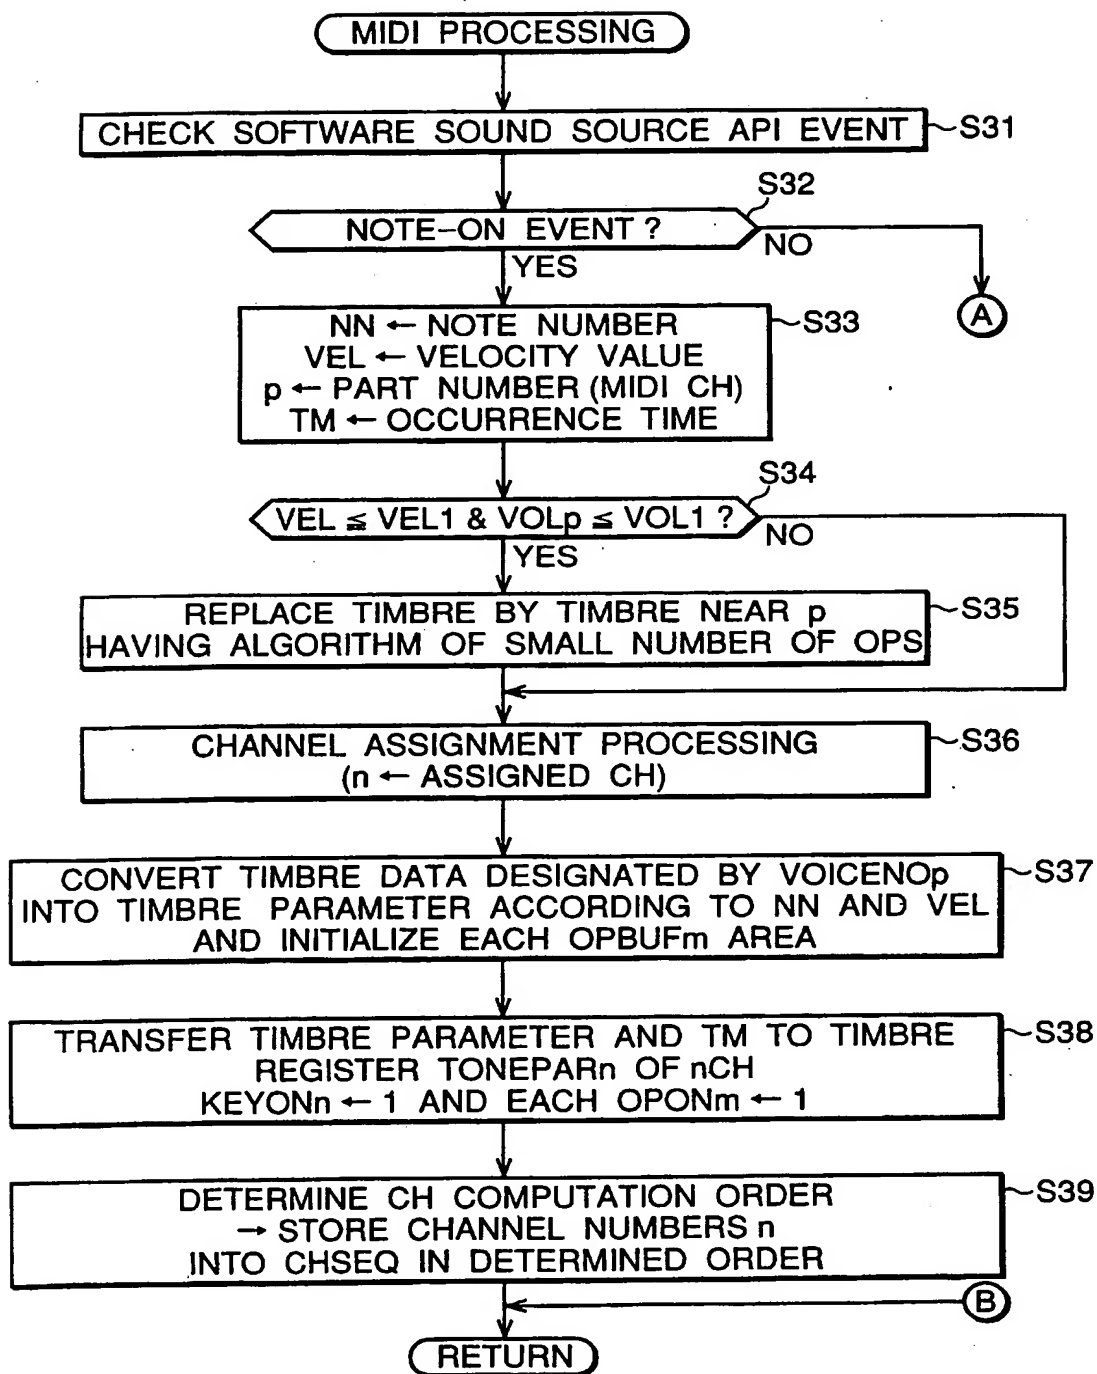 MIDI PROCESSING
CHECK SOFTWARE SOUND SOURCE API EVENT
S31
S32
NOTE-ON EVENT ?
NO
YES
A
NN ← NOTE NUMBER
VEL ← VELOCITY VALUE
p ← PART NUMBER (MIDI CH)
TM ← OCCURRENCE TIME
S33
S34
VEL ≦ VEL1 & VOLp ≦ VOL1 ?
NO
YES
REPLACE TIMBRE BY TIMBRE NEAR p
HAVING ALGORITHM OF SMALL NUMBER OF OPS
S35
CHANNEL ASSIGNMENT PROCESSING
(n ← ASSIGNED CH)
S36
CONVERT TIMBRE DATA DESIGNATED BY VOICENOp
INTO TIMBRE PARAMETER ACCORDING TO NN AND VEL
AND INITIALIZE EACH OPBUFm AREA
S37
TRANSFER TIMBRE PARAMETER AND TM TO TIMBRE
REGISTER TONEPARn OF nCH
KEYONn ← 1 AND EACH OPONm ← 1
S38
DETERMINE CH COMPUTATION ORDER
→ STORE CHANNEL NUMBERS n
INTO CHSEQ IN DETERMINED ORDER
S39
B
RETURN